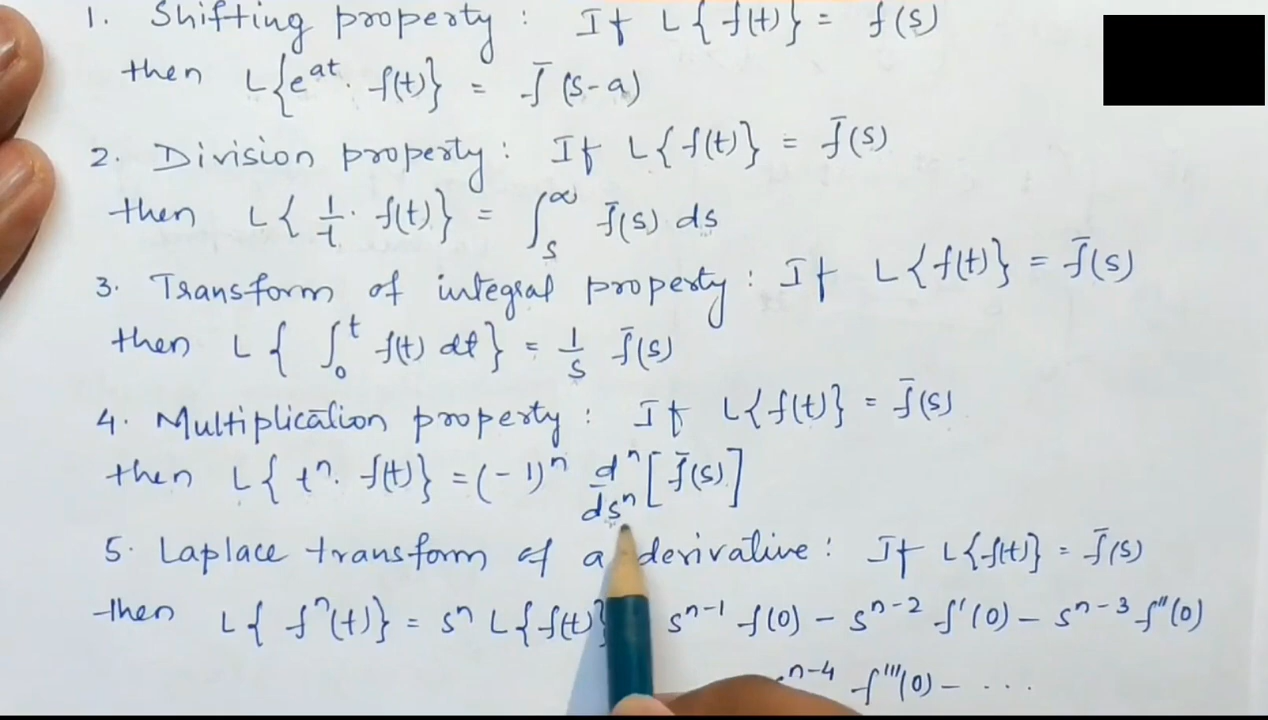 1. Shifting property : If L{f(t)} = f(s)
then L{e^at . f(t)} = f̄(s-a)
2. Division property : If L{f(t)} = f̄(s)
then L{1/t . f(t)} = ∫_s^∞ f̄(s) ds
3. Transform of integral property : If L{f(t)} = f̄(s)
then L{∫_0^t f(t) dt} = 1/s f̄(s)
4. Multiplication property : If L{f(t)} = f̄(s)
then L{t^n . f(t)} = (-1)^n d^n/ds^n [f̄(s)]
5. Laplace transform of a derivative : If L{f(t)} = f̄(s)
then L{f^n(t)} = s^n L{f(t)} s^n-1 f(0) - s^n-2 f'(0) - s^n-3 f''(0)
^n-4 f'''(0) - ...